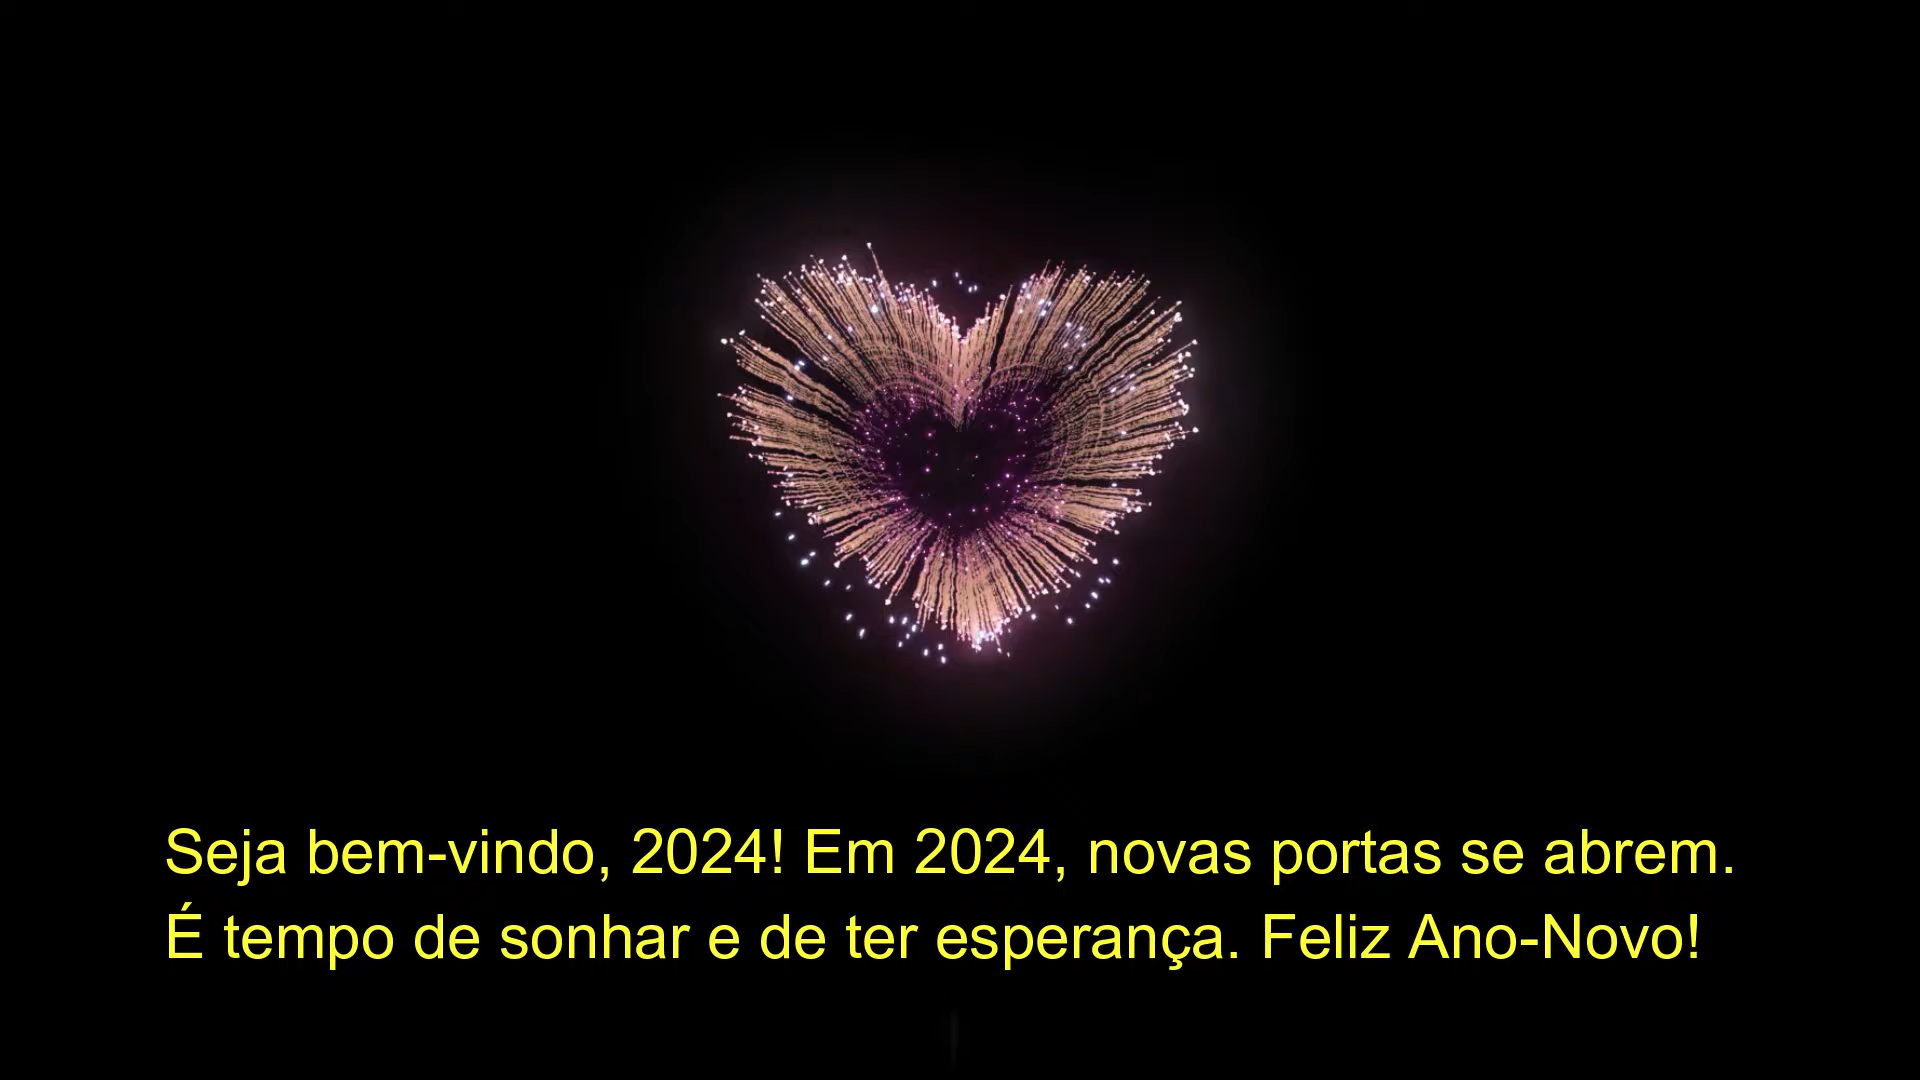 Seja bem-vindo, 2024! Em 2024, novas portas se abrem.
É tempo de sonhar e de ter esperança. Feliz Ano-Novo!